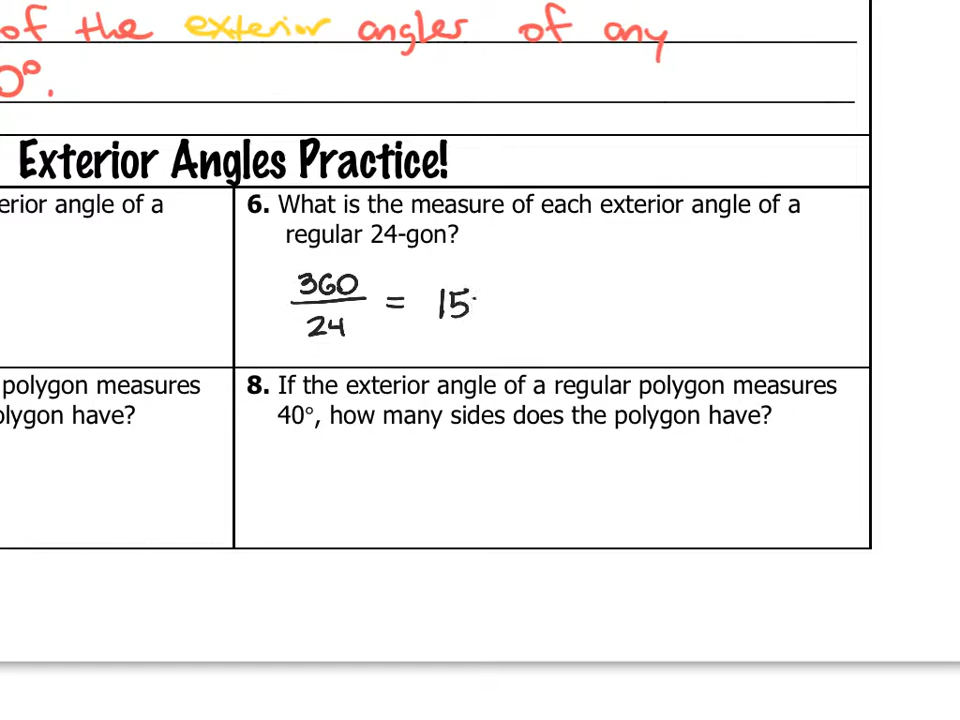 of the exterior angles of any
0°.
Exterior Angles Practice!
erior angle of a
6. What is the measure of each exterior angle of a
regular 24-gon?
360
24
= 15
polygon measures
olygon have?
8. If the exterior angle of a regular polygon measures
40°, how many sides does the polygon have?